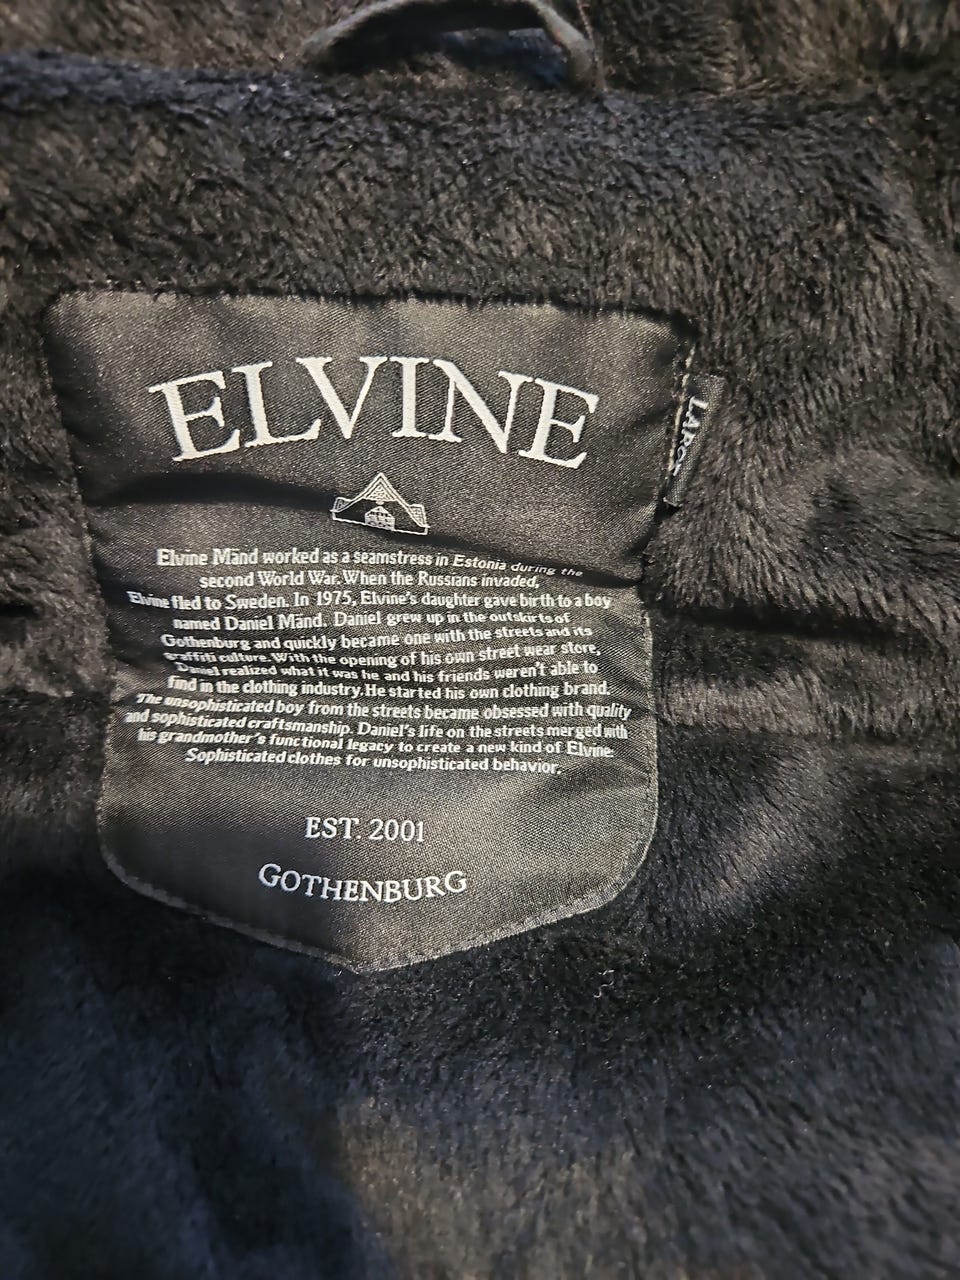 ELVINE
LARGE
Elvine Mänd worked as a seamstress in Estonia during the
second World War. When the Russians invaded,
Elvine fled to Sweden. In 1975, Elvine's daughter gave birth to a boy
named Daniel Mänd. Daniel grew up in the outskirts of
Gothenburg and quickly became one with the streets and its
graffiti culture. With the opening of his own street wear store,
Daniel realized what it was he and his friends weren't able to
find in the clothing industry. He started his own clothing brand.
The unsophisticated boy from the streets became obsessed with quality
and sophisticated craftsmanship. Daniel's life on the streets merged with
his grandmother's functional legacy to create a new kind of Elvine:
Sophisticated clothes for unsophisticated behavior.
EST. 2001
GOTHENBURG